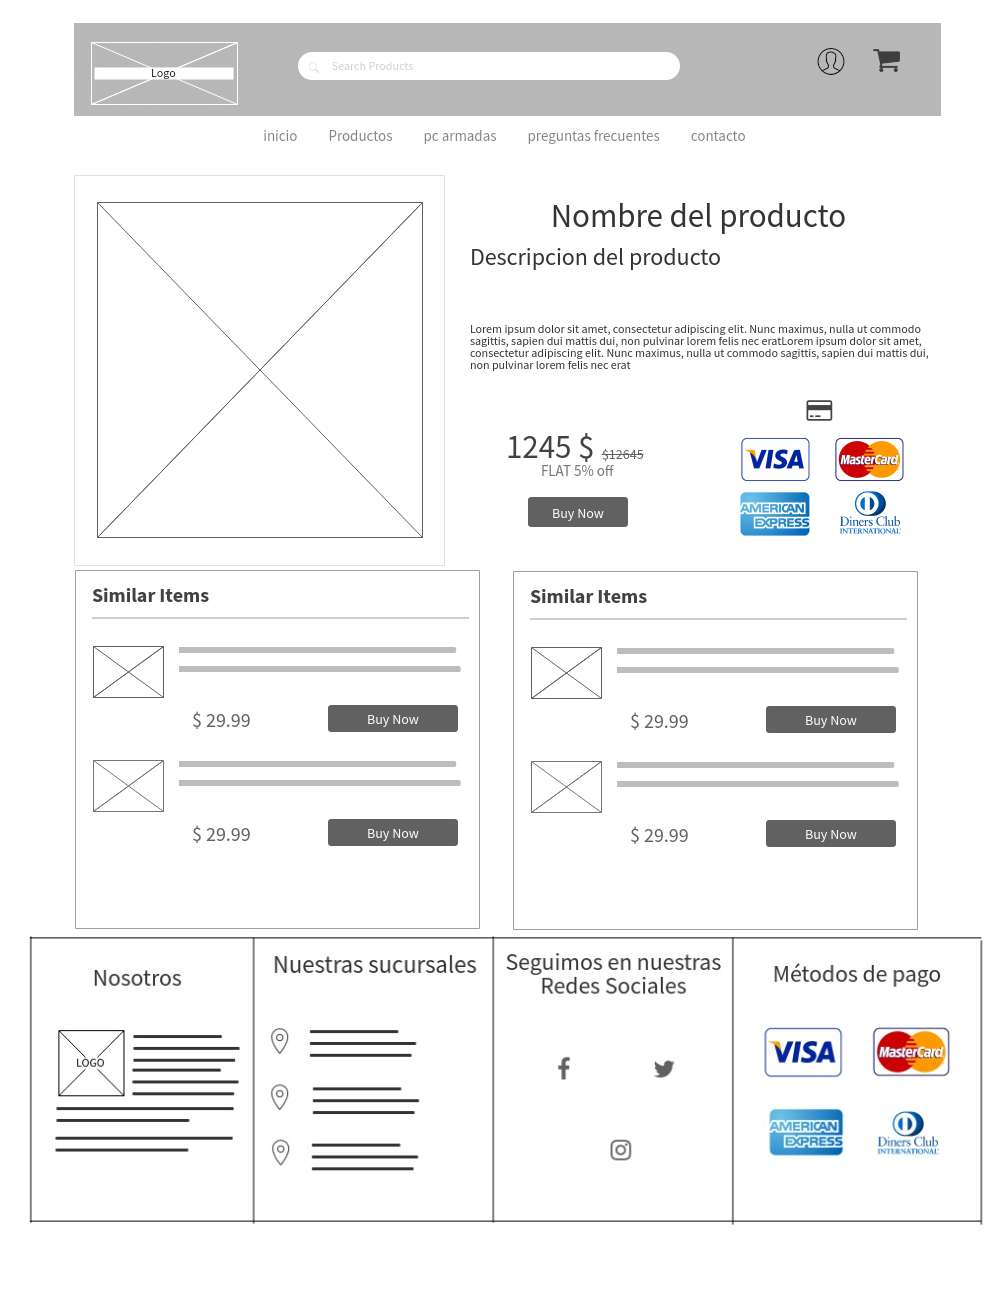 Logo
Search Products
inicio Productos pc armadas preguntas frecuentes contacto
Nombre del producto
Descripcion del producto
Lorem ipsum dolor sit amet, consectetur adipiscing elit. Nunc maximus, nulla ut commodo
sagittis, sapien dui mattis dui, non pulvinar lorem felis nec eratLorem ipsum dolor sit amet,
consectetur adipiscing elit. Nunc maximus, nulla ut commodo sagittis, sapien dui mattis dui,
non pulvinar lorem felis nec erat
1245 $ $12645
FLAT 5% off
Buy Now
VISA MasterCard
AMERICAN EXPRESS
Diners Club
INTERNATIONAL®
Similar Items
$ 29.99 Buy Now
$ 29.99 Buy Now
Similar Items
$ 29.99 Buy Now
$ 29.99 Buy Now
Nosotros
LOGO
Nuestras sucursales
Seguimos en nuestras
Redes Sociales
Métodos de pago
VISA MasterCard
AMERICAN EXPRESS
Diners Club
INTERNATIONAL®